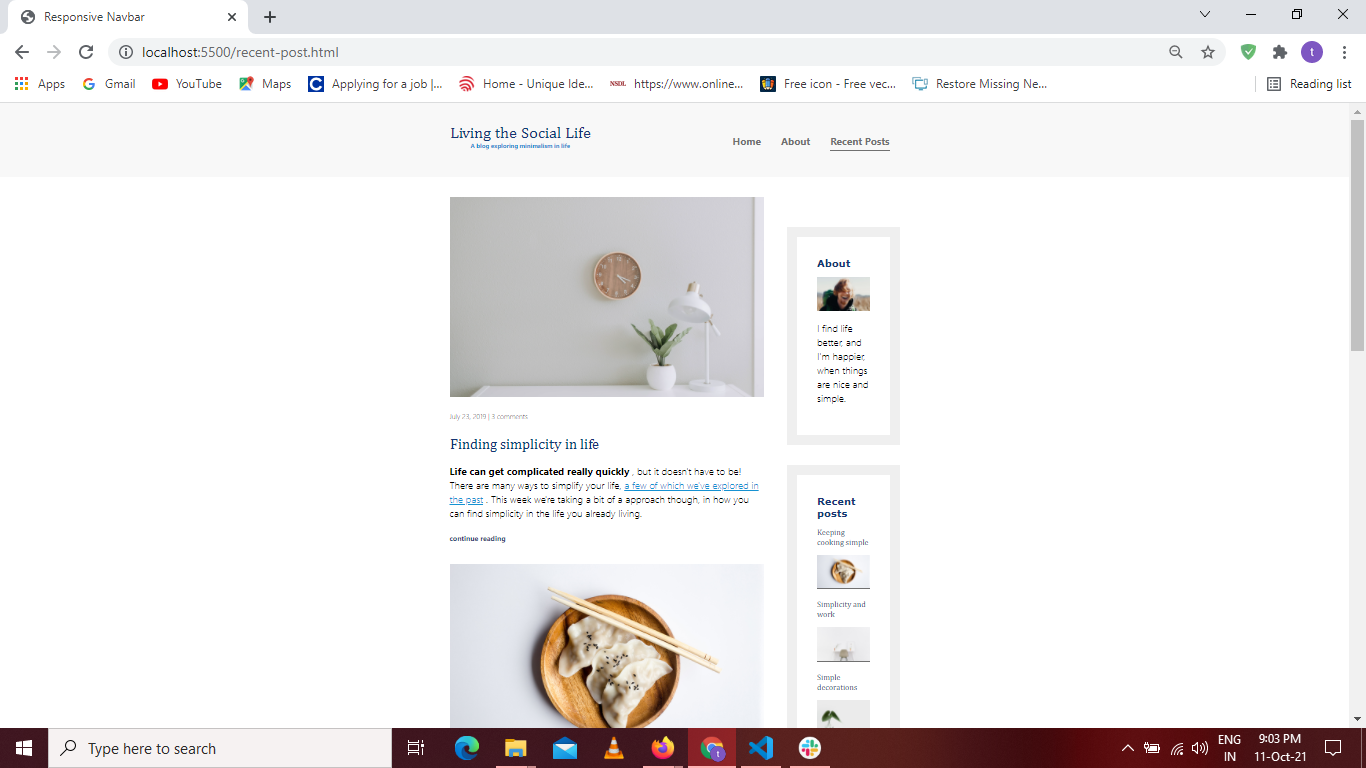 Responsive Navbar
localhost:5500/recent-post.html
t
Apps
Gmail
YouTube
Maps
Applying for a job |...
Home - Unique Ide...
NSDL
https://www.online...
Free icon - Free vec...
Restore Missing Ne...
Reading list
Living the Social Life
A blog exploring minimalism in life
Home
About
Recent Posts
July 23, 2019 | 3 comments
Finding simplicity in life
Life can get complicated really quickly , but it doesn't have to be!
There are many ways to simplify your life, a few of which we've explored in
the past . This week we're taking a bit of a approach though, in how you
can find simplicity in the life you already living.
continue reading
About
I find life
better, and
I'm happier,
when things
are nice and
simple.
Recent
posts
Keeping
cooking simple
Simplicity and
work
Simple
decorations
Type here to search
t
ENG
IN
9:03 PM
11-Oct-21